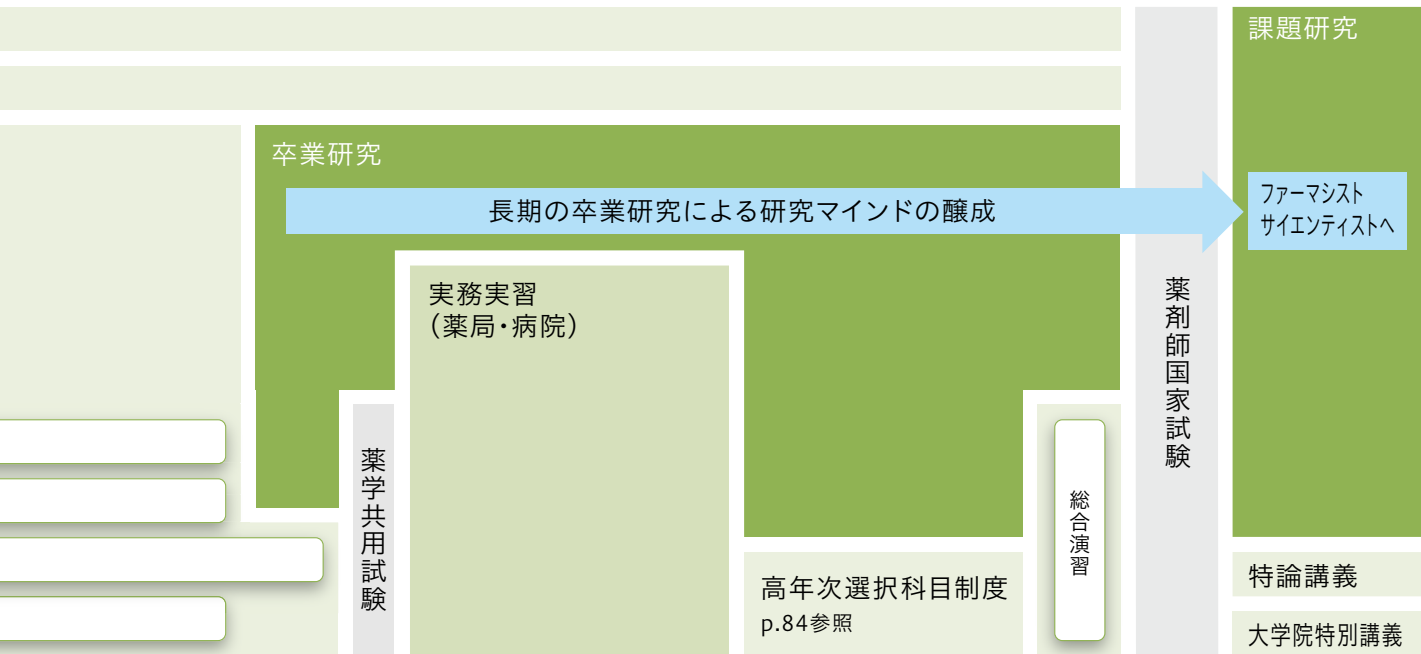 課題研究
卒業研究
長期の卒業研究による研究マインドの醸成
ファーマシスト
サイエンティストへ
実務実習
（薬局・病院）
薬剤師国家試験
薬学共用試験
総合演習
高年次選択科目制度
p.84参照
特論講義
大学院特別講義